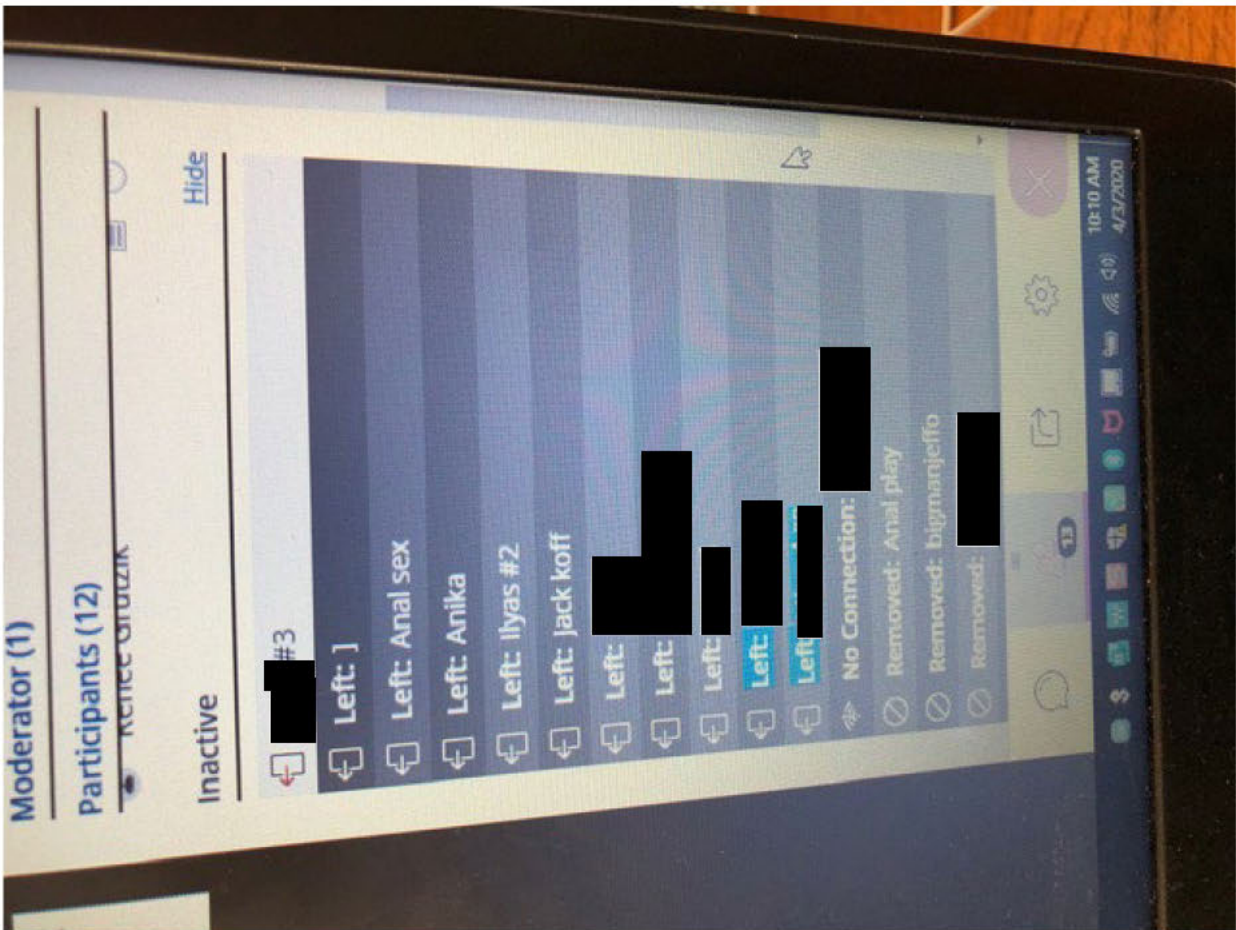 Moderator (1)
Participants (12)
Inactive
Hide
#3
Left: ]
Left: Anal sex
Left: Anika
Left: Ilyas #2
Left: Jack koff
Left:
Left:
Left:
Left:
Left:
No Connection:
Removed: Anal play
Removed: bigmanjeffo
Removed:
13
10:10 AM
4/3/2020